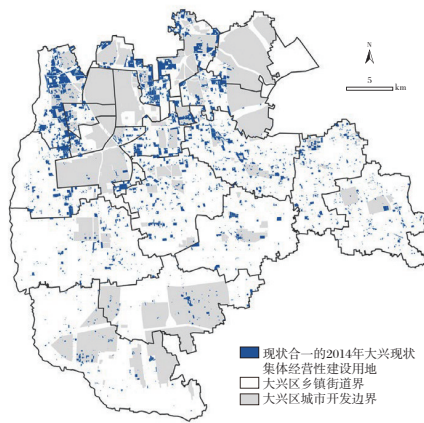 N
5
km
现状合一的2014年大兴现状
集体经营性建设用地
大兴区乡镇街道界
大兴区城市开发边界